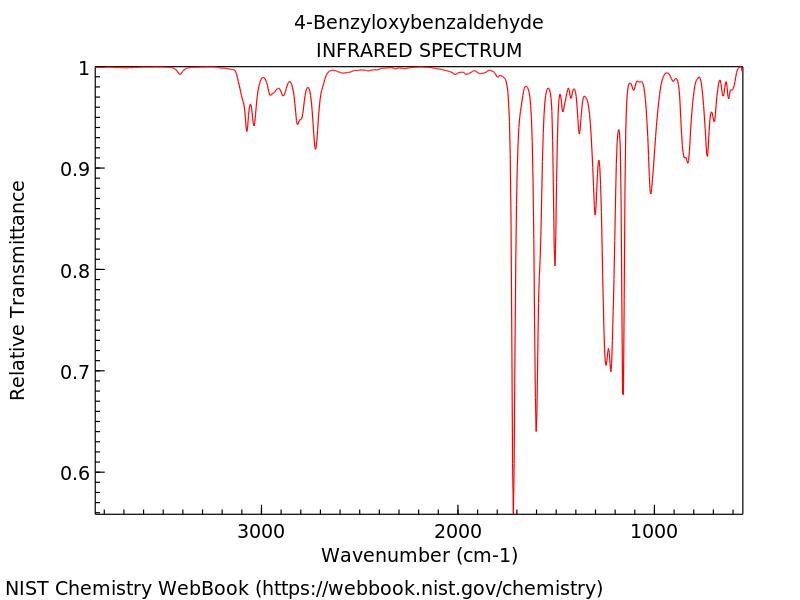 4-Benzyloxybenzaldehyde
INFRARED SPECTRUM
1
0.9
0.8
0.7
0.6
Relative Transmittance
3000
2000
1000
Wavenumber (cm-1)
NIST Chemistry WebBook (https://webbook.nist.gov/chemistry)